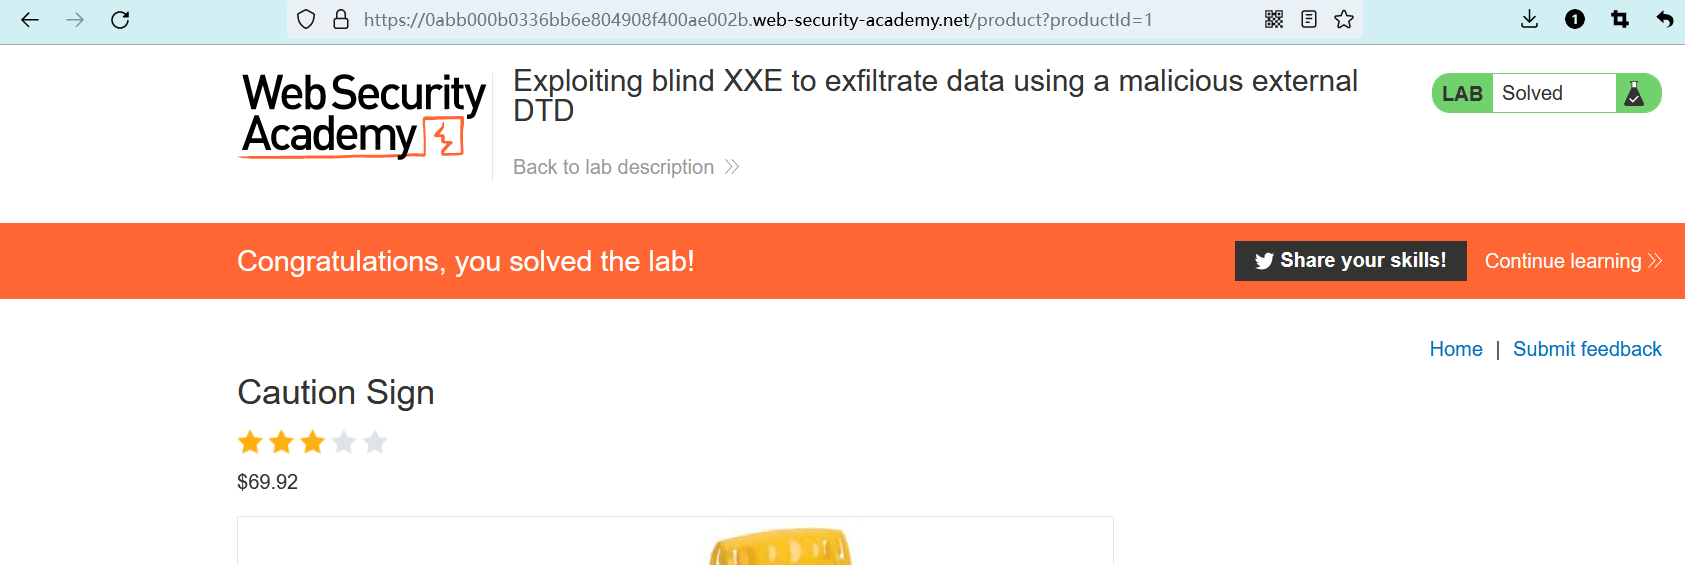 https://0abb000b0336bb6e804908f400ae002b.web-security-academy.net/product?productId=1
1
Web Security
Academy
Exploiting blind XXE to exfiltrate data using a malicious external
DTD
Back to lab description
LAB Solved
Congratulations, you solved the lab!
Share your skills!
Continue learning
Home | Submit feedback
Caution Sign
$69.92